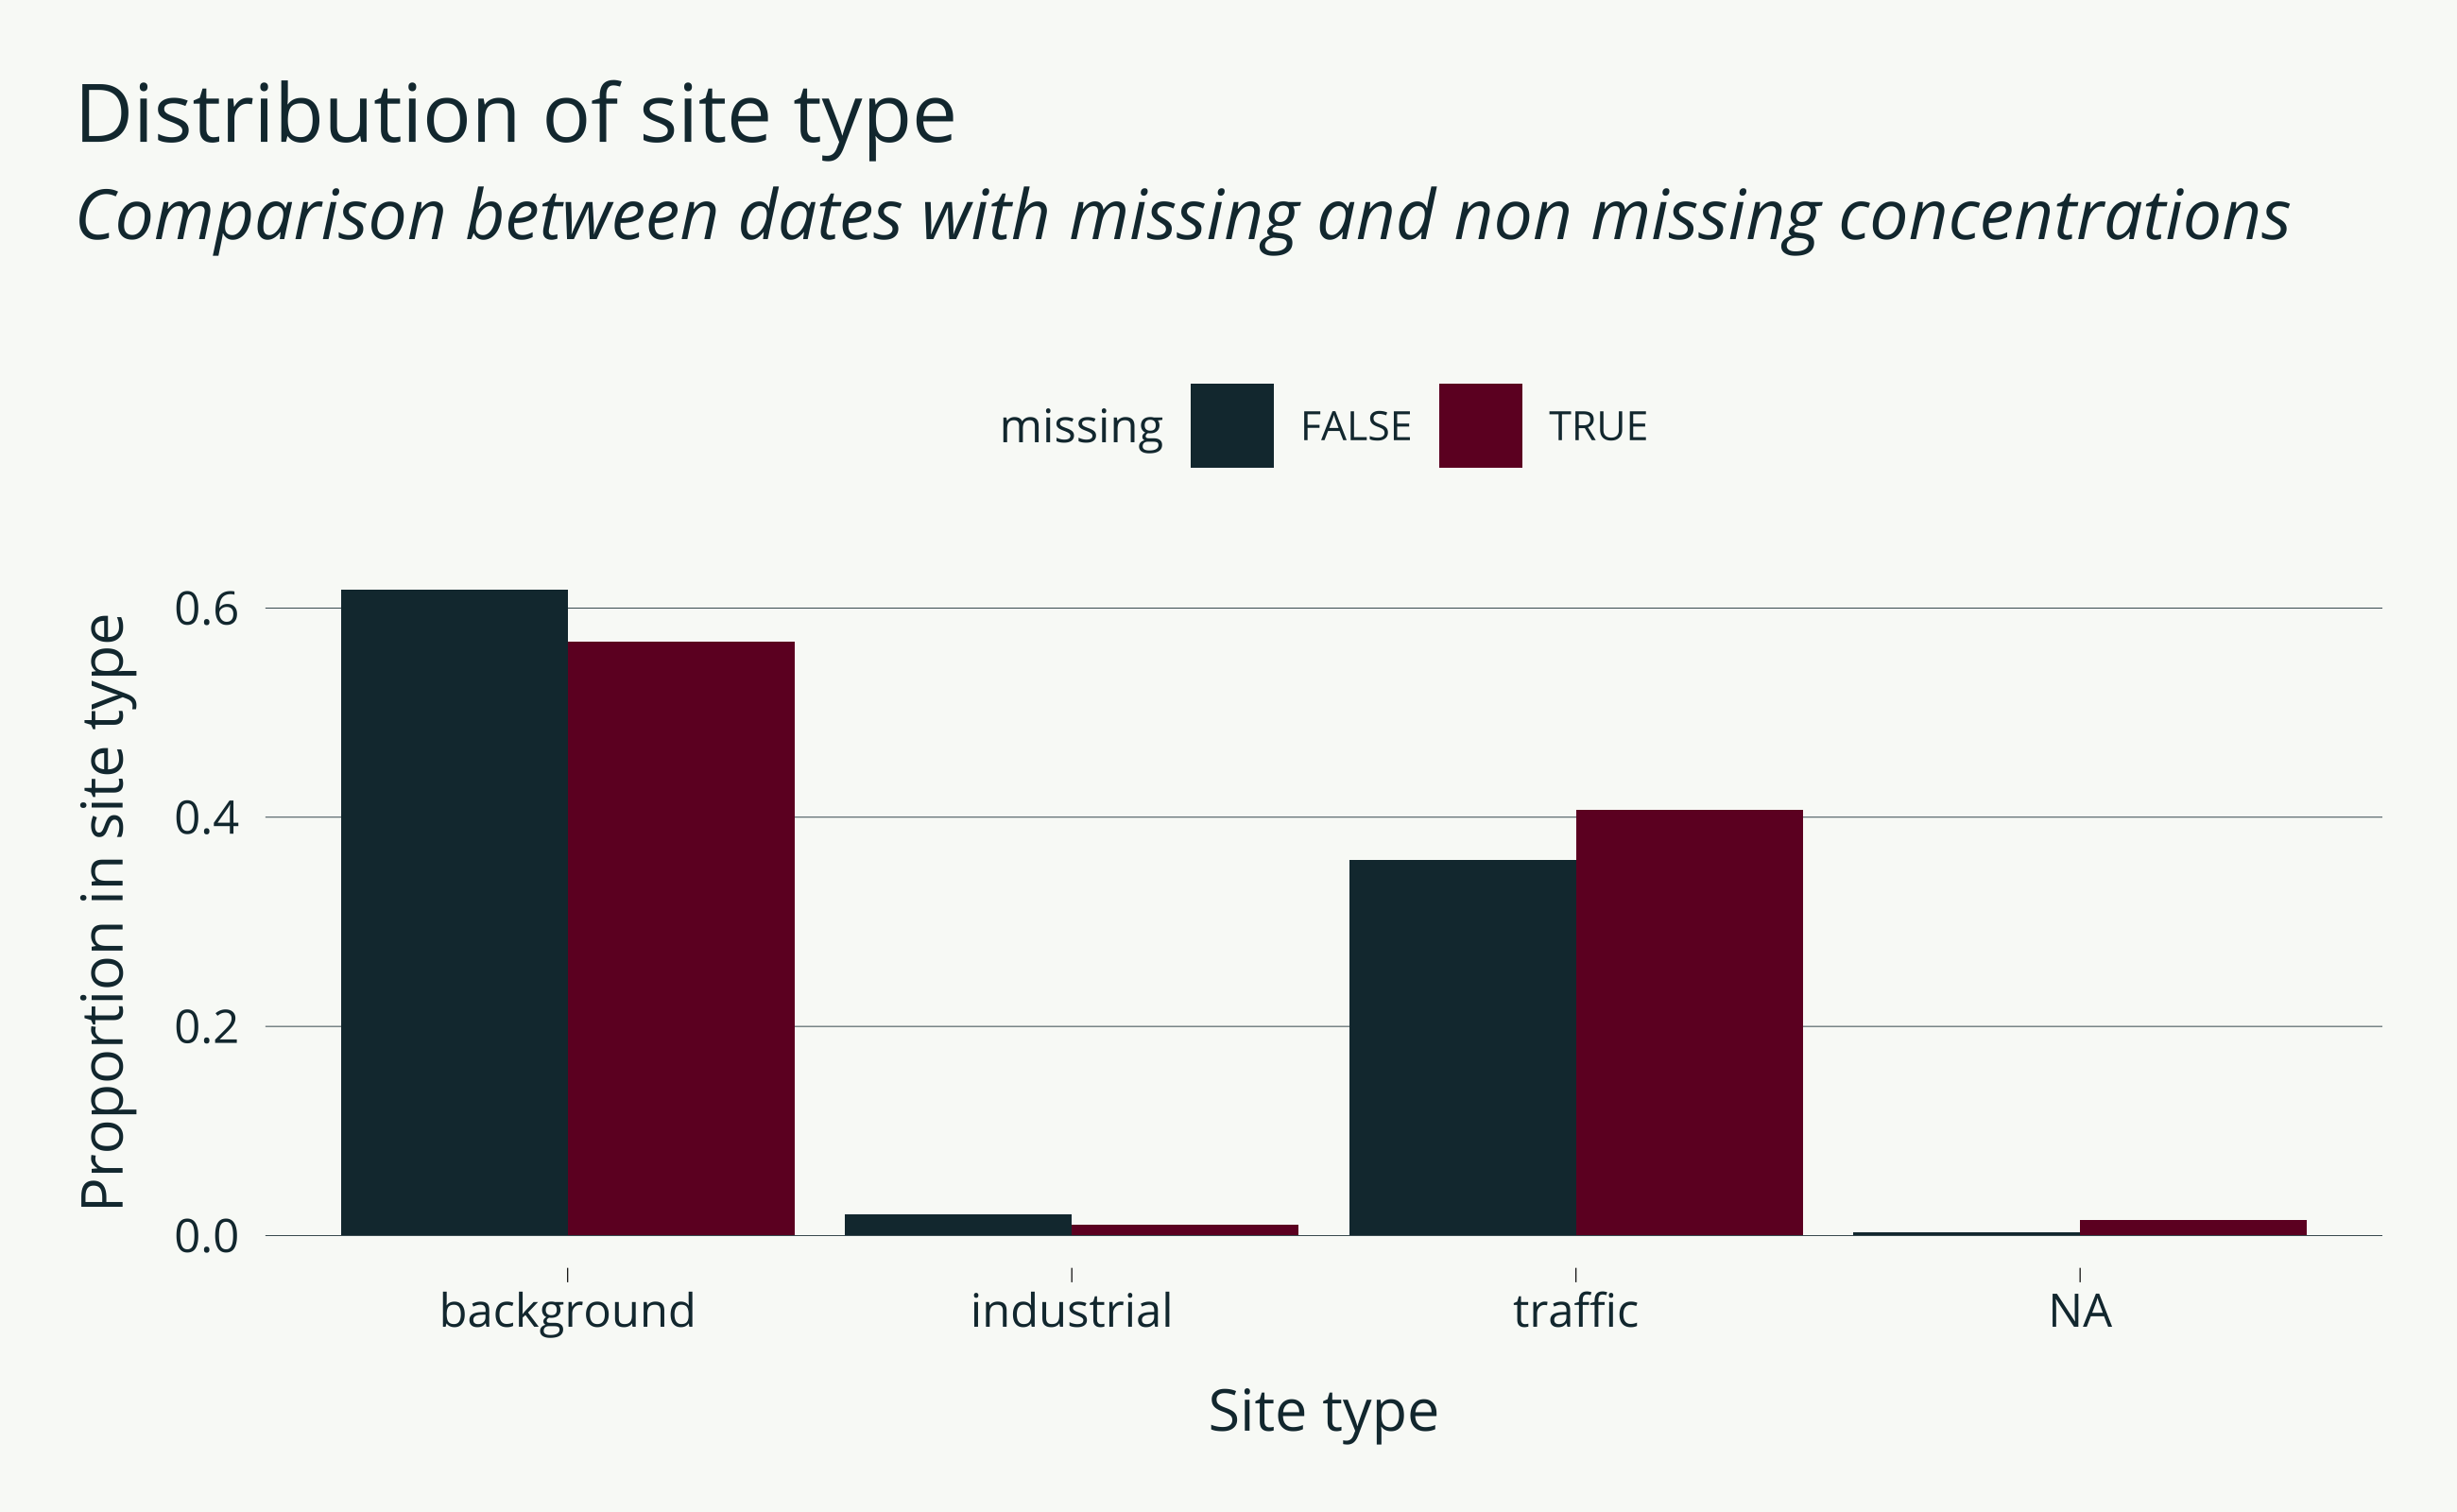 Distribution of site type
Comparison between dates with missing and non missing concentrations
missing FALSE TRUE
Proportion in site type
0.6
0.4
0.2
0.0
background industrial traffic NA
Site type